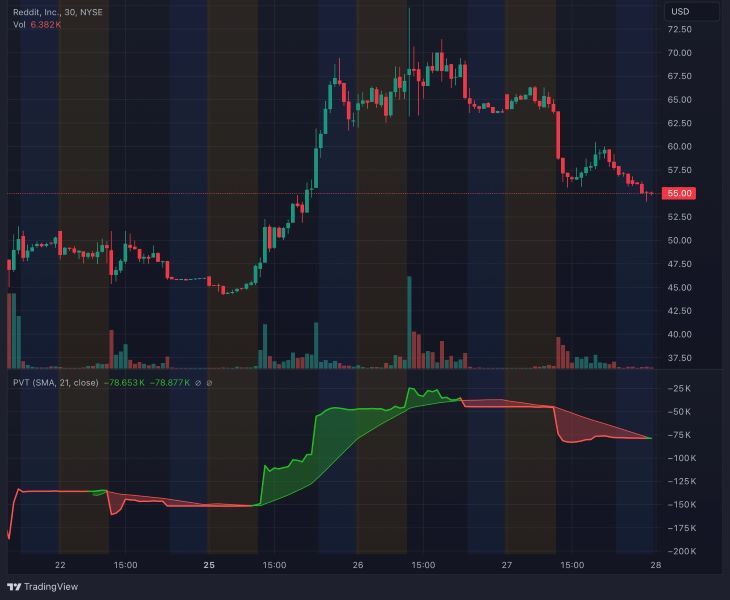 Reddit, Inc., 30, NYSE
USD
Vol 6.382K
72.50
70.00
67.50
65.00
62.50
60.00
57.50
55.00
52.50
50.00
47.50
45.00
42.50
40.00
37.50
PVT (SMA, 21, close) −78.653K −78.877K ∅ ∅
−25K
−50K
−75K
−100K
−125K
−150K
−175K
−200K
22 15:00 25 15:00 26 15:00 27 15:00 28
TradingView